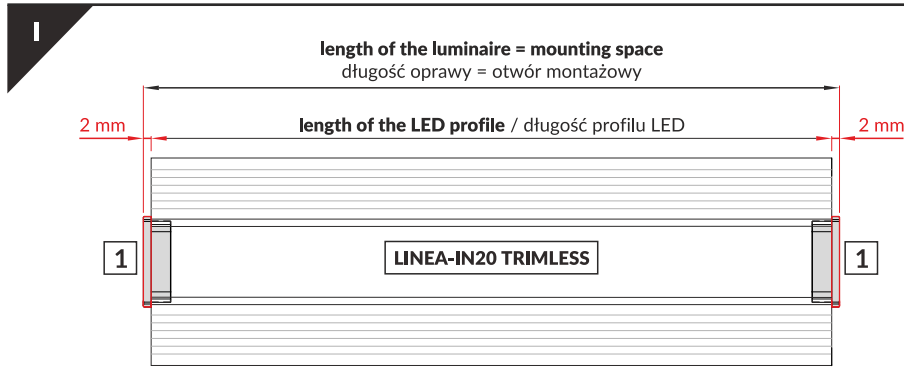 I
length of the luminaire = mounting space
długość oprawy = otwór montażowy
2 mm
length of the LED profile / długość profilu LED
2 mm
1
LINEA-IN20 TRIMLESS
1